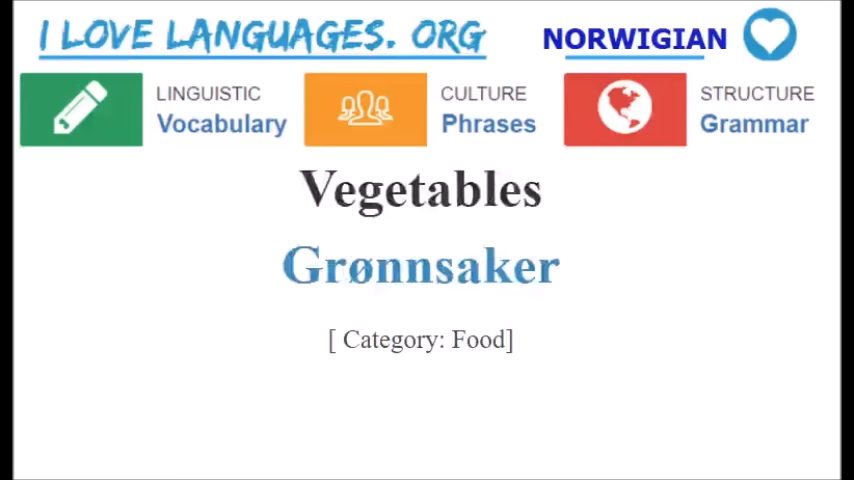 I LOVE LANGUAGES. ORG
NORWIGIAN
LINGUISTIC
Vocabulary
CULTURE
Phrases
STRUCTURE
Grammar
Vegetables
Grønnsaker
[ Category: Food]